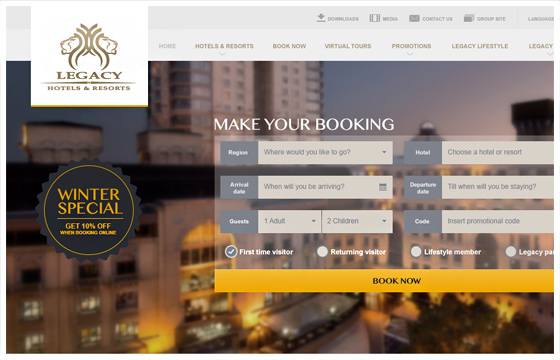 DOWNLOADS MEDIA CONTACT US GROUP SITE LANGUAGE
HOME HOTELS & RESORTS BOOK NOW VIRTUAL TOURS PROMOTIONS LEGACY LIFESTYLE LEGACY
LEGACY
HOTELS & RESORTS
MAKE YOUR BOOKING
Region Where would you like to go? Hotel Choose a hotel or resort
Arrival date When will you be arriving? Departure date Till when will you be staying?
Guests 1 Adult 2 Children Code Insert promotional code
First time visitor Returning visitor Lifestyle member Legacy
BOOK NOW
WINTER
SPECIAL
GET 10% OFF
WHEN BOOKING ONLINE